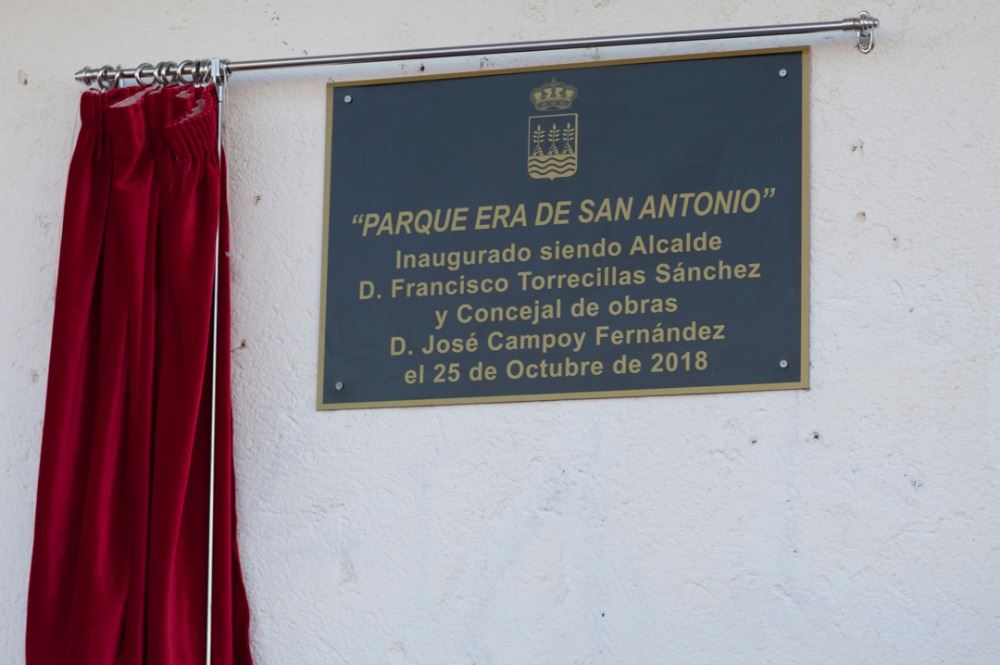 “PARQUE ERA DE SAN ANTONIO”
Inaugurado siendo Alcalde
D. Francisco Torrecillas Sánchez
y Concejal de obras
D. José Campoy Fernández
el 25 de Octubre de 2018